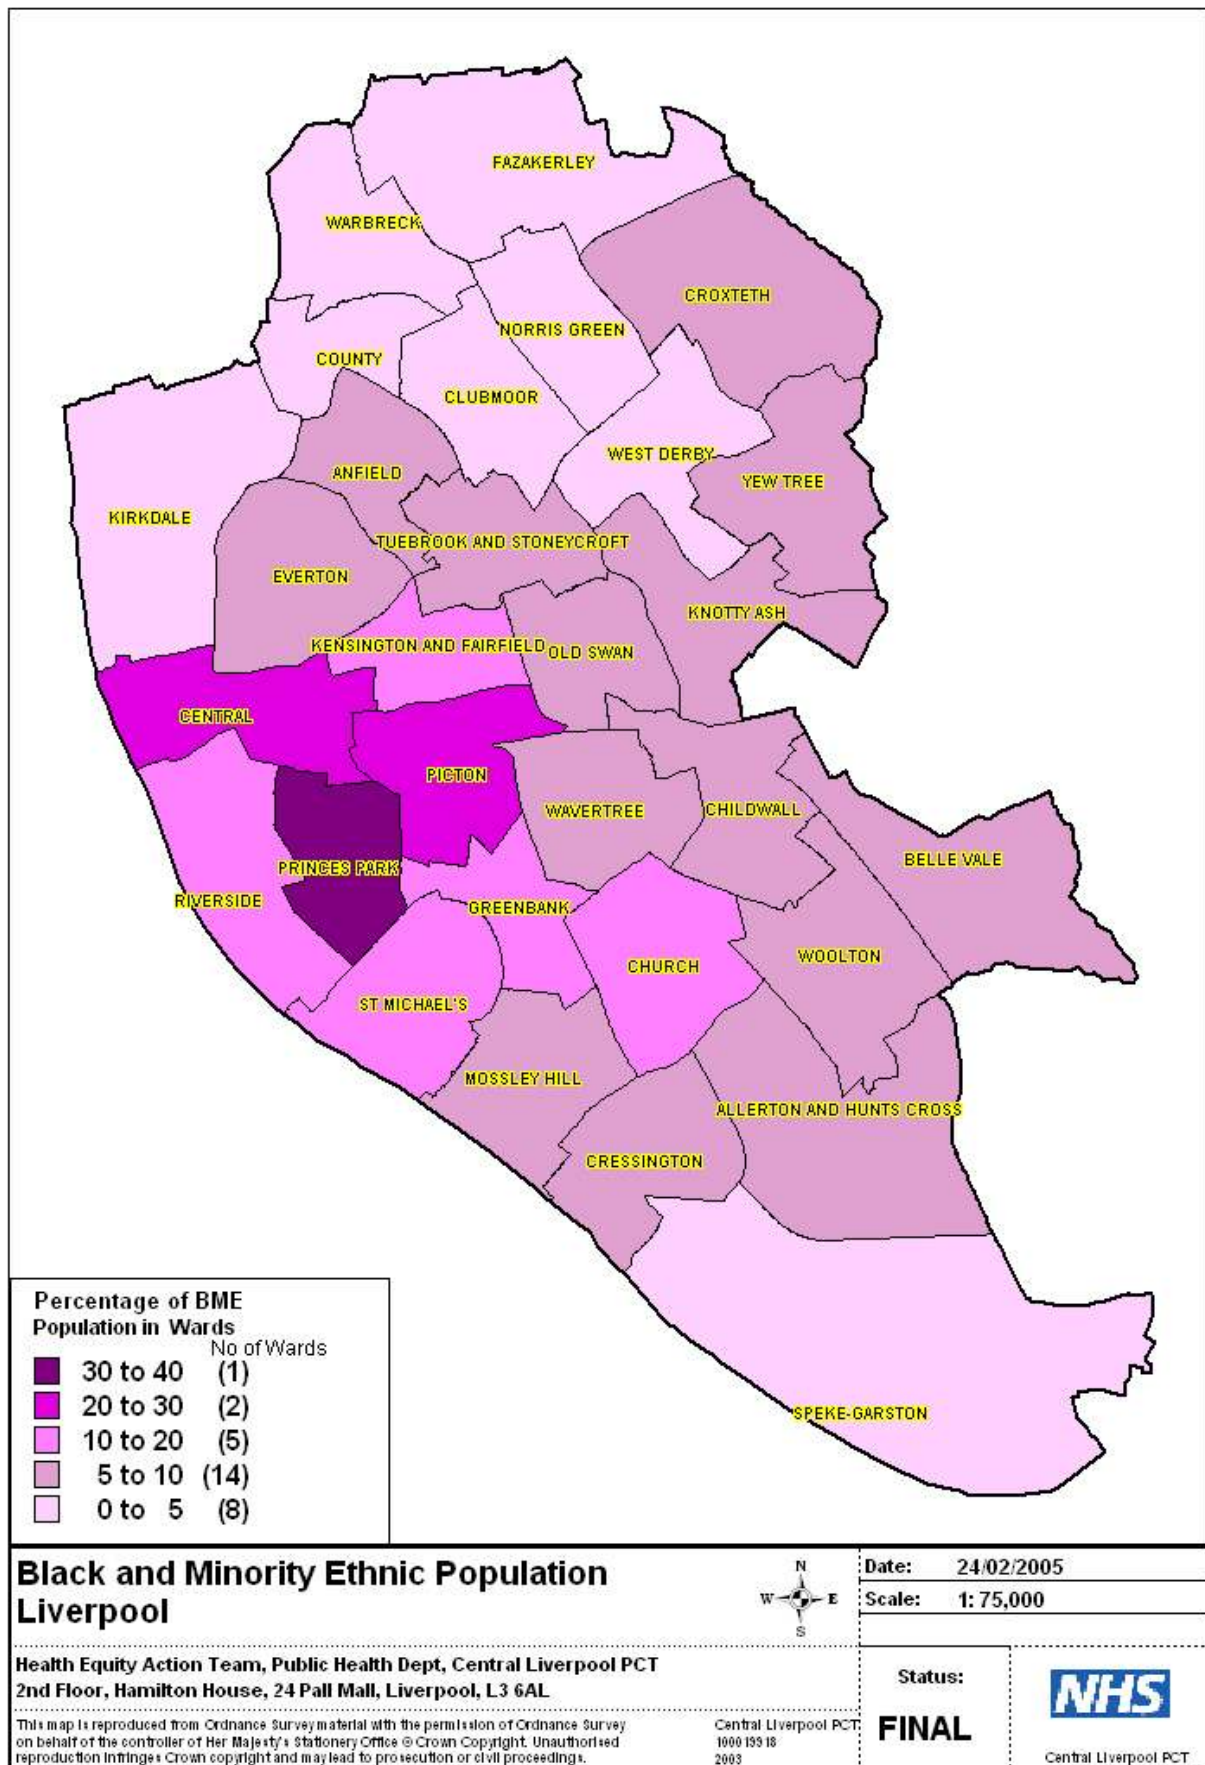 FAZAKERLEY
WARBRECK
CROXTETH
NORRIS GREEN
COUNTY
CLUBMOOR
WEST DERBY
ANFIELD
YEW TREE
KIRKDALE
TUEBROOK AND STONEYCROFT
EVERTON
KNOTTY ASH
KENSINGTON AND FAIRFIELD
OLD SWAN
CENTRAL
PICTON
WAVERTREE
CHILDWALL
BELLE VALE
PRINCES PARK
RIVERSIDE
GREENBANK
WOOLTON
CHURCH
ST MICHAEL'S
MOSSLEY HILL
ALLERTON AND HUNTS CROSS
CRESSINGTON
SPEKE-GARSTON
Percentage of BME
Population in Wards
No of Wards
30 to 40 (1)
20 to 30 (2)
10 to 20 (5)
5 to 10 (14)
0 to 5 (8)
Black and Minority Ethnic Population
Liverpool
N
W E
S
Date: 24/02/2005
Scale: 1: 75,000
Health Equity Action Team, Public Health Dept, Central Liverpool PCT
2nd Floor, Hamilton House, 24 Pall Mall, Liverpool, L3 6AL
Status:
FINAL
NHS
Central Liverpool PCT
This map is reproduced from Ordnance Survey material with the permission of Ordnance Survey
on behalf of the controller of Her Majesty's Stationery Office © Crown Copyright. Unauthorised
reproduction infringes Crown copyright and may lead to prosecution or civil proceedings.
Central Liverpool PCT
100019918
2003